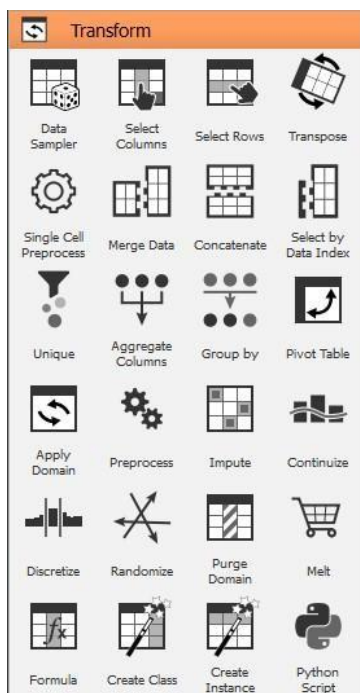 Transform
Data
Sampler
Select
Columns
Select Rows
Transpose
Single Cell
Preprocess
Merge Data
Concatenate
Select by
Data Index
Unique
Aggregate
Columns
Group by
Pivot Table
Apply
Domain
Preprocess
Impute
Continuize
Discretize
Randomize
Purge
Domain
Melt
fx
Formula
Create Class
Create
Instance
Python
Script